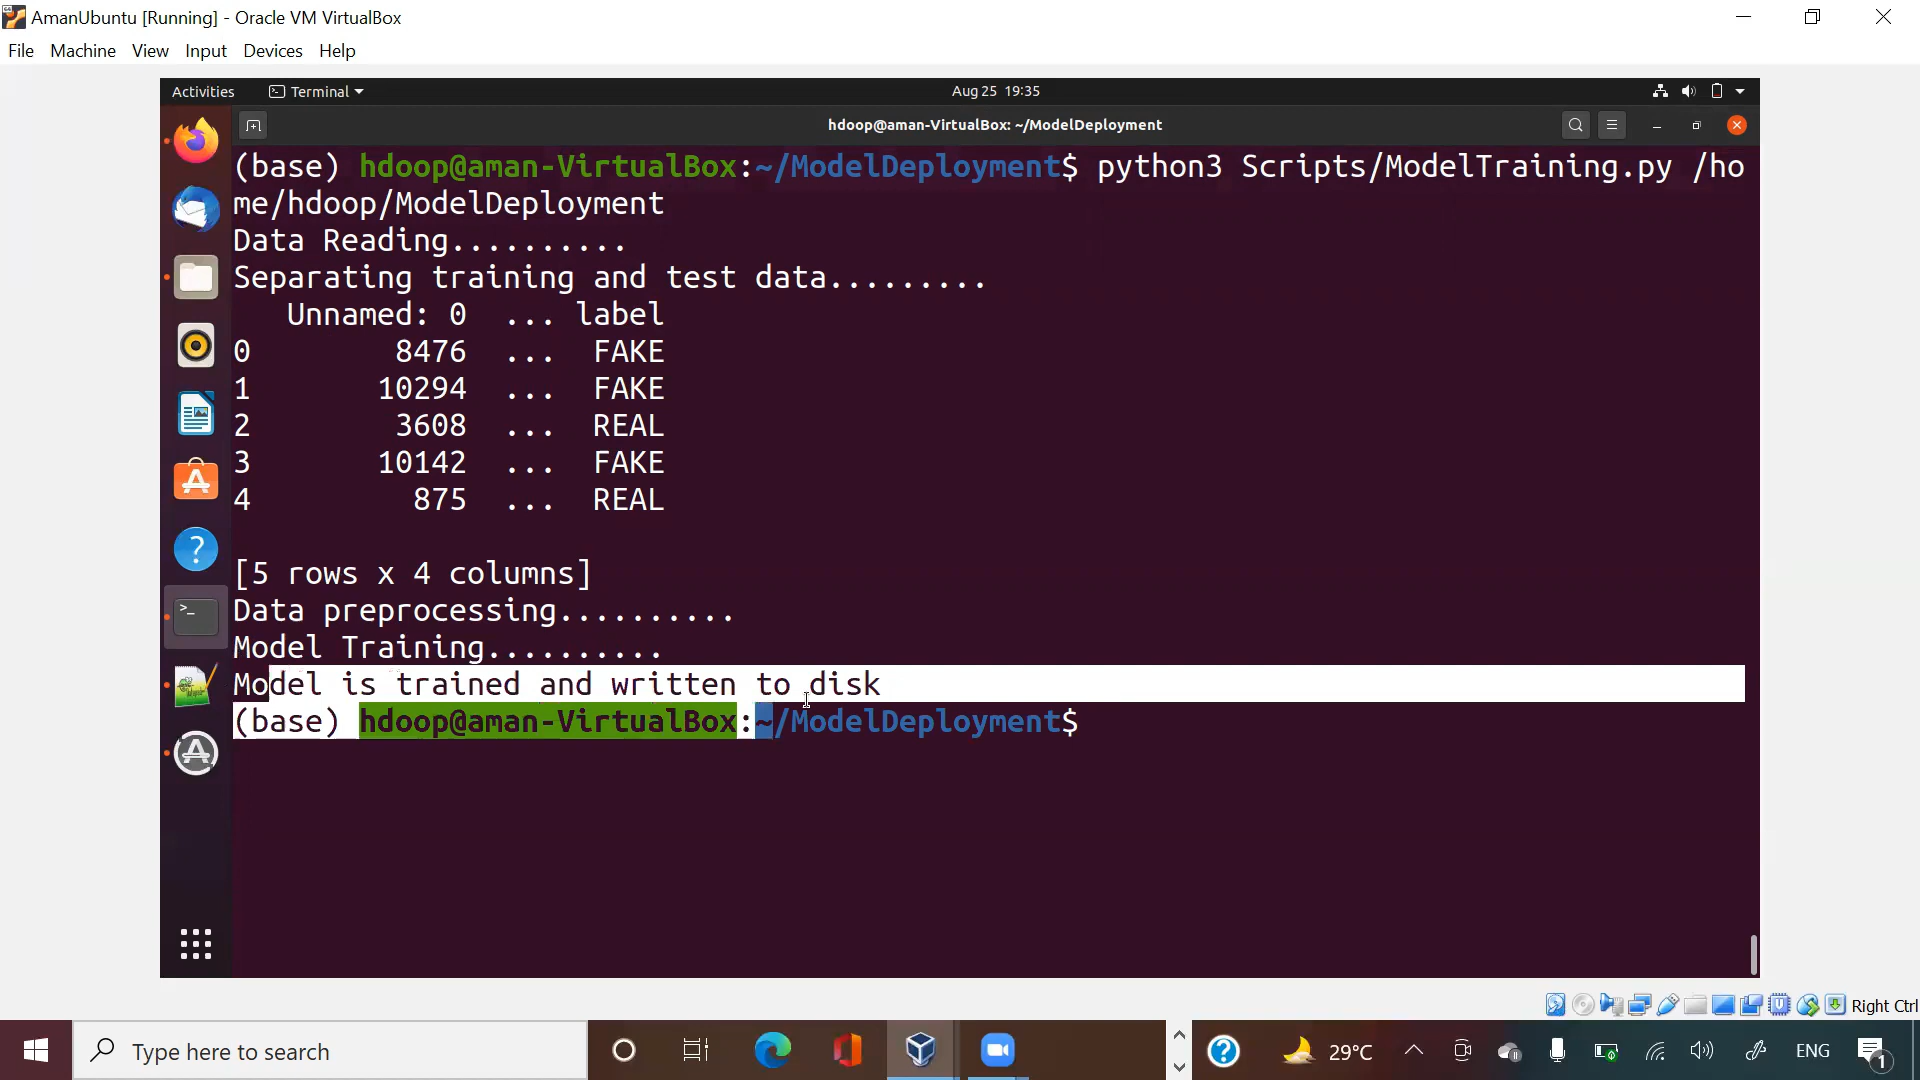 AmanUbuntu [Running] - Oracle VM VirtualBox
File Machine View Input Devices Help
Activities Terminal Aug 25 19:35
hdoop@aman-VirtualBox: ~/ModelDeployment
(base) hdoop@aman-VirtualBox:~/ModelDeployment$ python3 Scripts/ModelTraining.py /ho
me/hdoop/ModelDeployment
Data Reading..........
Separating training and test data.........
Unnamed: 0 ... label
0 8476 ... FAKE
1 10294 ... FAKE
2 3608 ... REAL
3 10142 ... FAKE
4 875 ... REAL
[5 rows x 4 columns]
Data preprocessing..........
Model Training..........
Model is trained and written to disk
(base) hdoop@aman-VirtualBox:~/ModelDeployment$
Right Ctrl
Type here to search
29°C
ENG
1